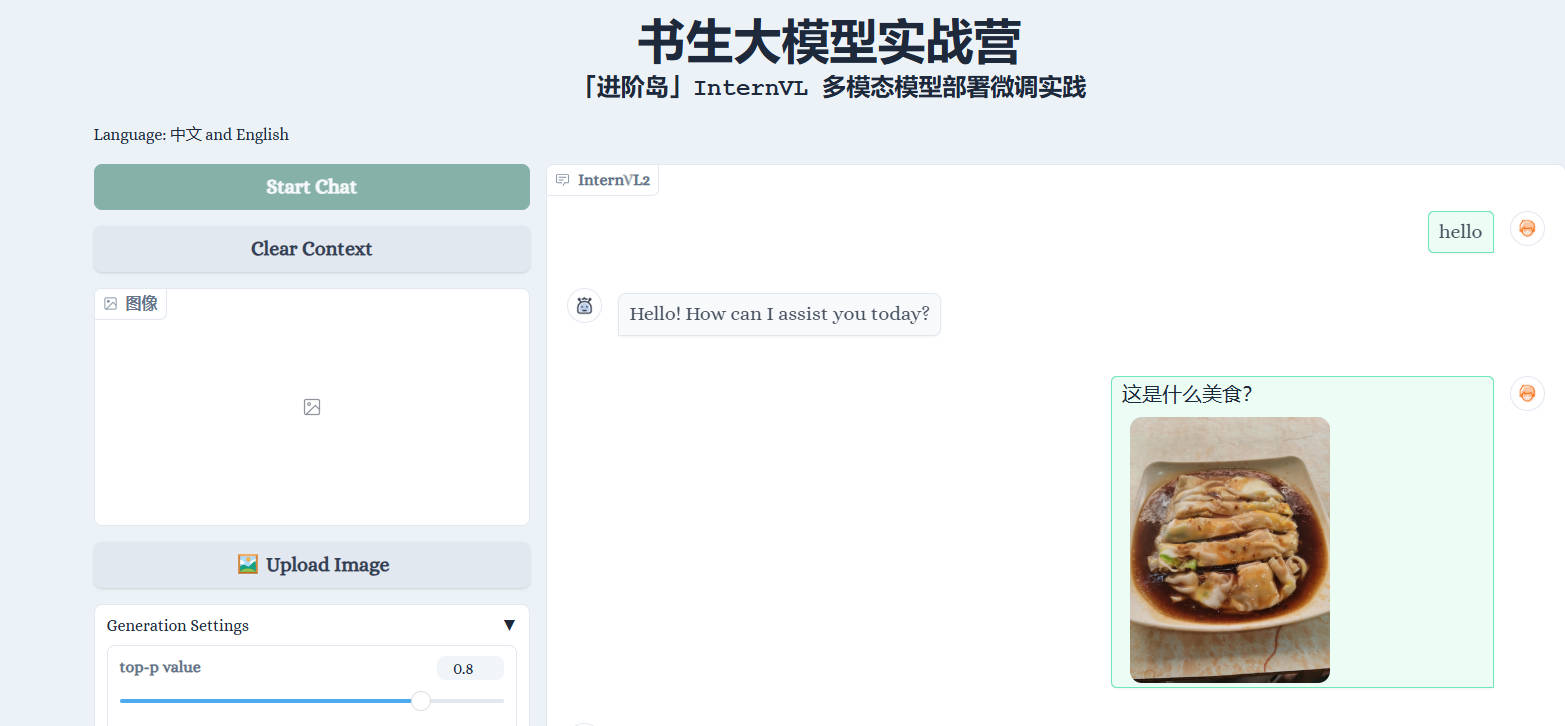 书生大模型实战营
「进阶岛」InternVL 多模态模型部署微调实践
Language: 中文 and English
Start Chat
Clear Context
图像
Upload Image
Generation Settings
▼
top-p value
0.8
InternVL2
hello
Hello! How can I assist you today?
这是什么美食？